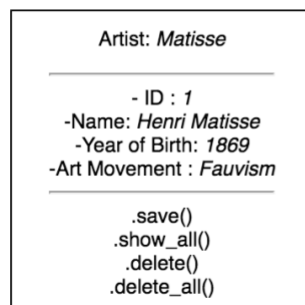 Artist: Matisse
- ID : 1
-Name: Henri Matisse
-Year of Birth: 1869
-Art Movement : Fauvism
.save()
.show_all()
.delete()
.delete_all()